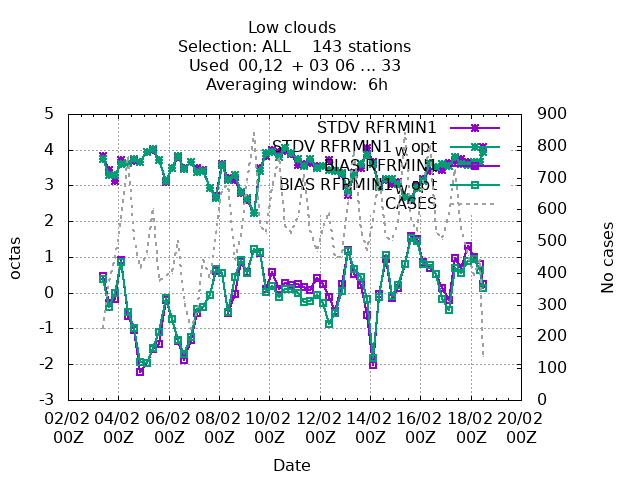 Low clouds
Selection: ALL    143 stations
Used  00,12  + 03 06 ... 33
Averaging window:  6h
5
4
3
2
1
0
-1
-2
-3
octas
900
800
700
600
500
400
300
200
100
0
No cases
STDV RFRMIN1
STDV RFRMIN1_w_opt
BIAS RFRMIN1
BIAS RFRMIN1_w_opt
CASES
02/02 04/02 06/02 08/02 10/02 12/02 14/02 16/02 18/02 20/02
00Z 00Z 00Z 00Z 00Z 00Z 00Z 00Z 00Z 00Z
Date